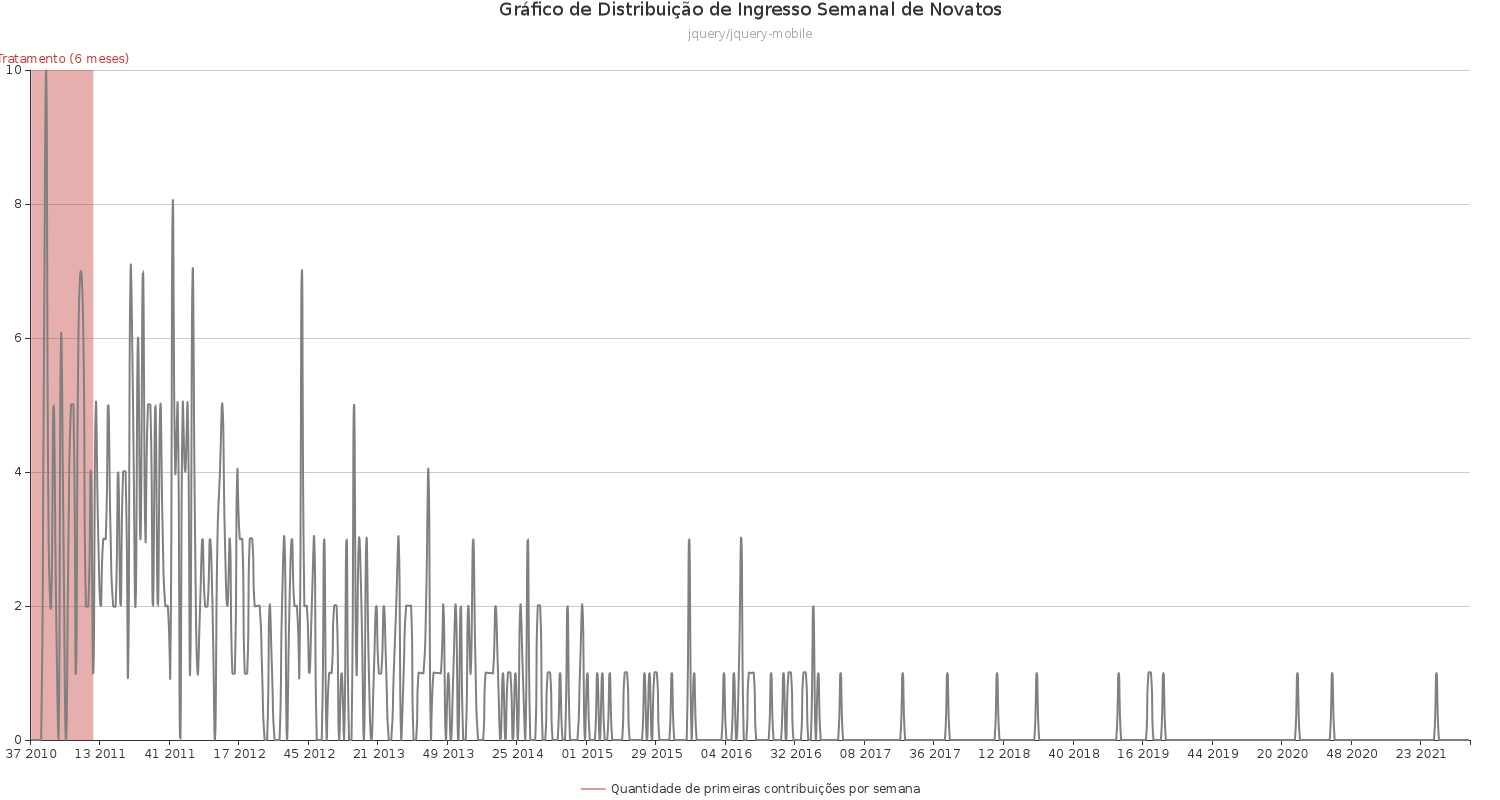 Gráfico de Distribuição de Ingresso Semanal de Novatos
jquery/jquery-mobile
Tratamento (6 meses)
10
8
6
4
2
0
37 2010 13 2011 41 2011 17 2012 45 2012 21 2013 49 2013 25 2014 01 2015 29 2015 04 2016 32 2016 08 2017 36 2017 12 2018 40 2018 16 2019 44 2019 20 2020 48 2020 23 2021
Quantidade de primeiras contribuições por semana